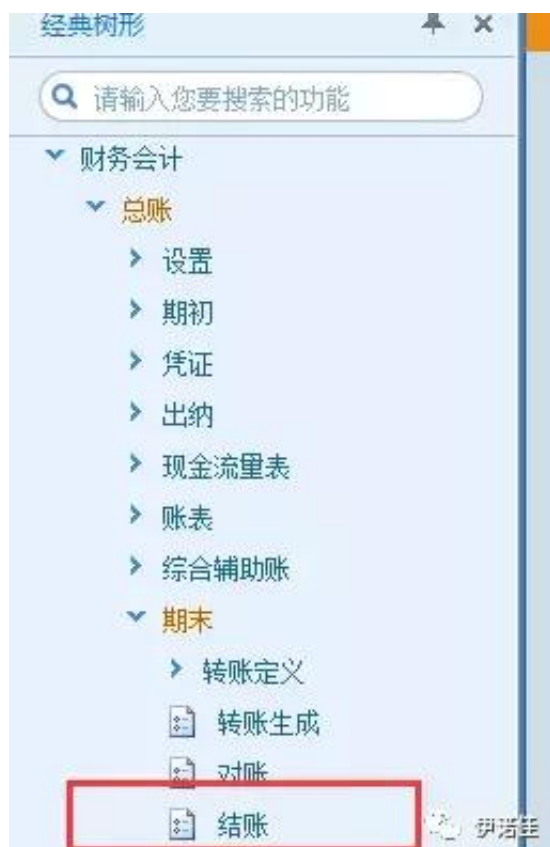 经典树形
请输入您要搜索的功能
财务会计
总账
设置
期初
凭证
出纳
现金流量表
账表
综合辅助账
期末
转账定义
转账生成
对账
结账
伊诺佳